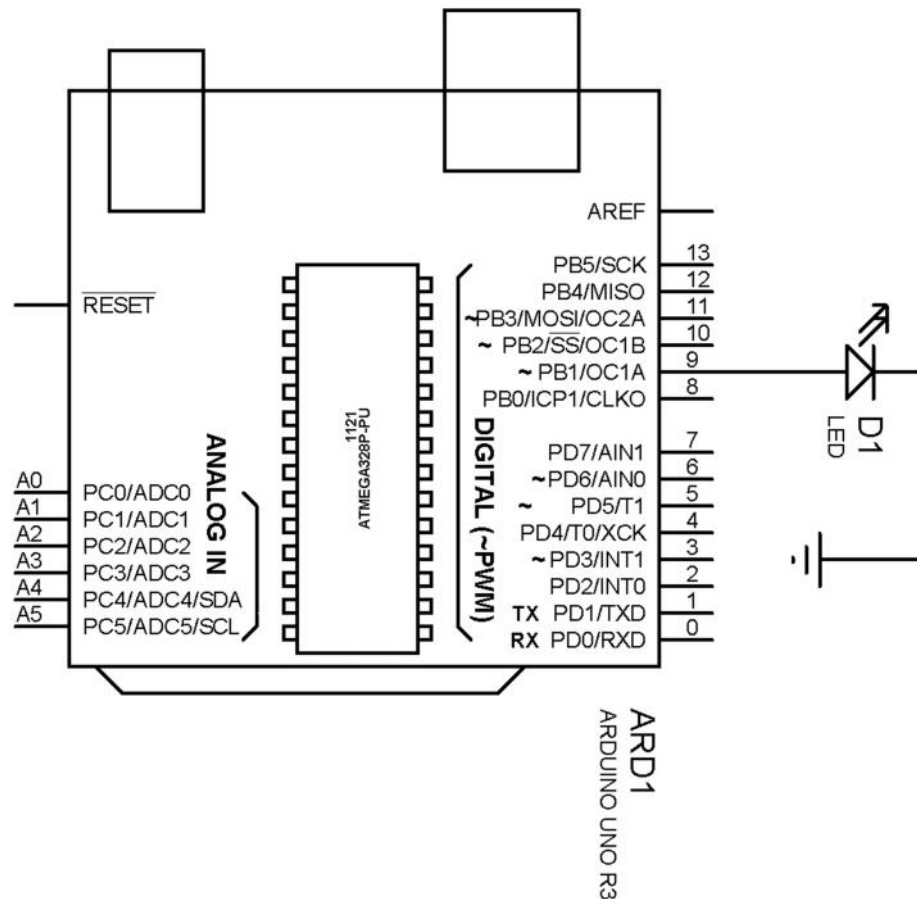 AREF
PB5/SCK 13
PB4/MISO 12
~PB3/MOSI/OC2A 11
~ PB2/SS/OC1B 10
~ PB1/OC1A 9
PB0/ICP1/CLKO 8
PD7/AIN1 7
~PD6/AIN0 6
~ PD5/T1 5
PD4/T0/XCK 4
~PD3/INT1 3
PD2/INT0 2
TX PD1/TXD 1
RX PD0/RXD 0
RESET
A0 PC0/ADC0
A1 PC1/ADC1
A2 PC2/ADC2
A3 PC3/ADC3
A4 PC4/ADC4/SDA
A5 PC5/ADC5/SCL
ANALOG IN
1121
ATMEGA328P-PU
DIGITAL (~PWM)
D1
LED
ARD1
ARDUINO UNO R3